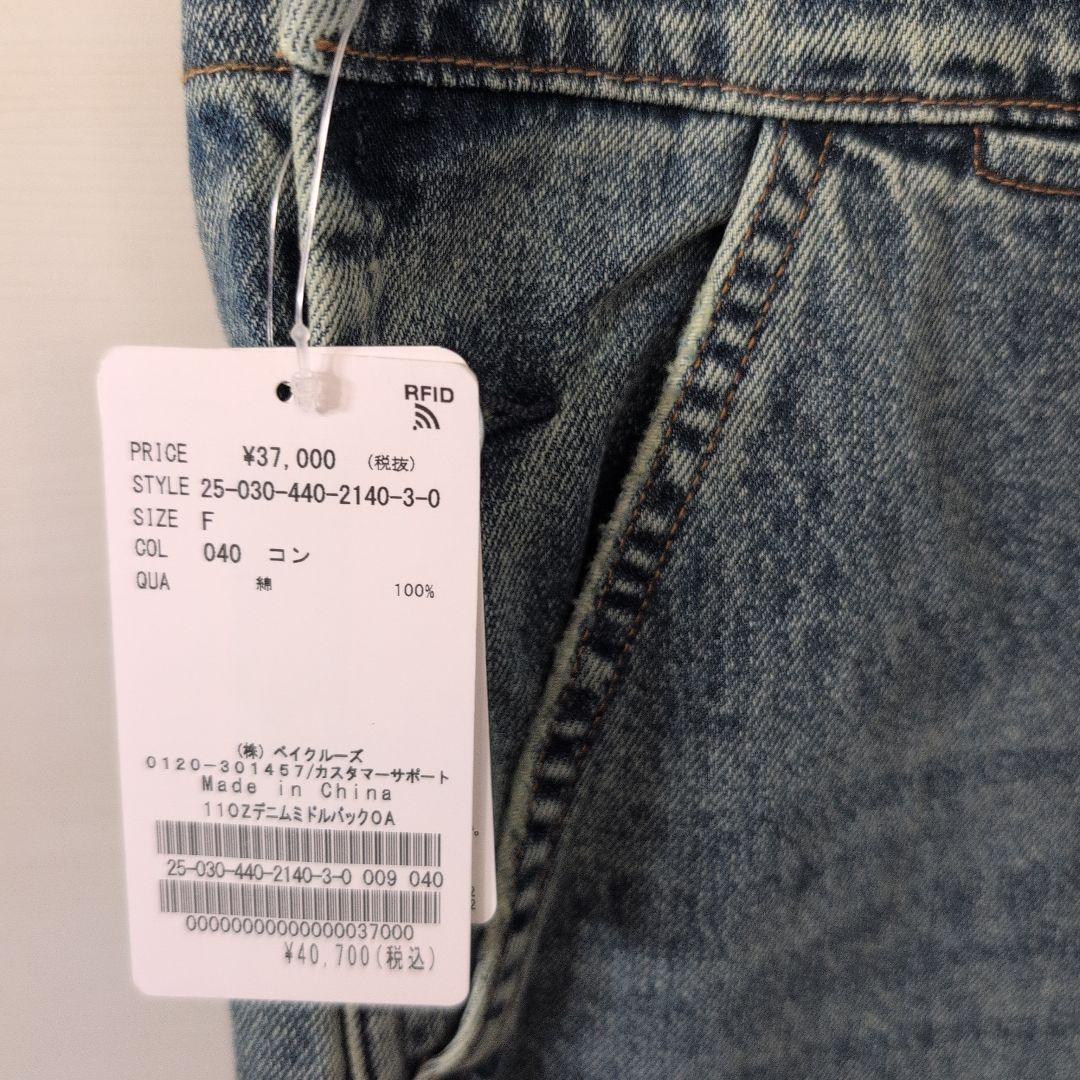 RFID
PRICE ¥37,000 (税抜)
STYLE 25-030-440-2140-3-0
SIZE F
COL 040 コン
QUA 綿 100%
(株) ベイクルーズ
0120-301457/カスタマーサポート
Made in China
11OZデニムミドルバックOA
25-030-440-2140-3-0 009 040
00000000000000037000
¥40,700(税込)